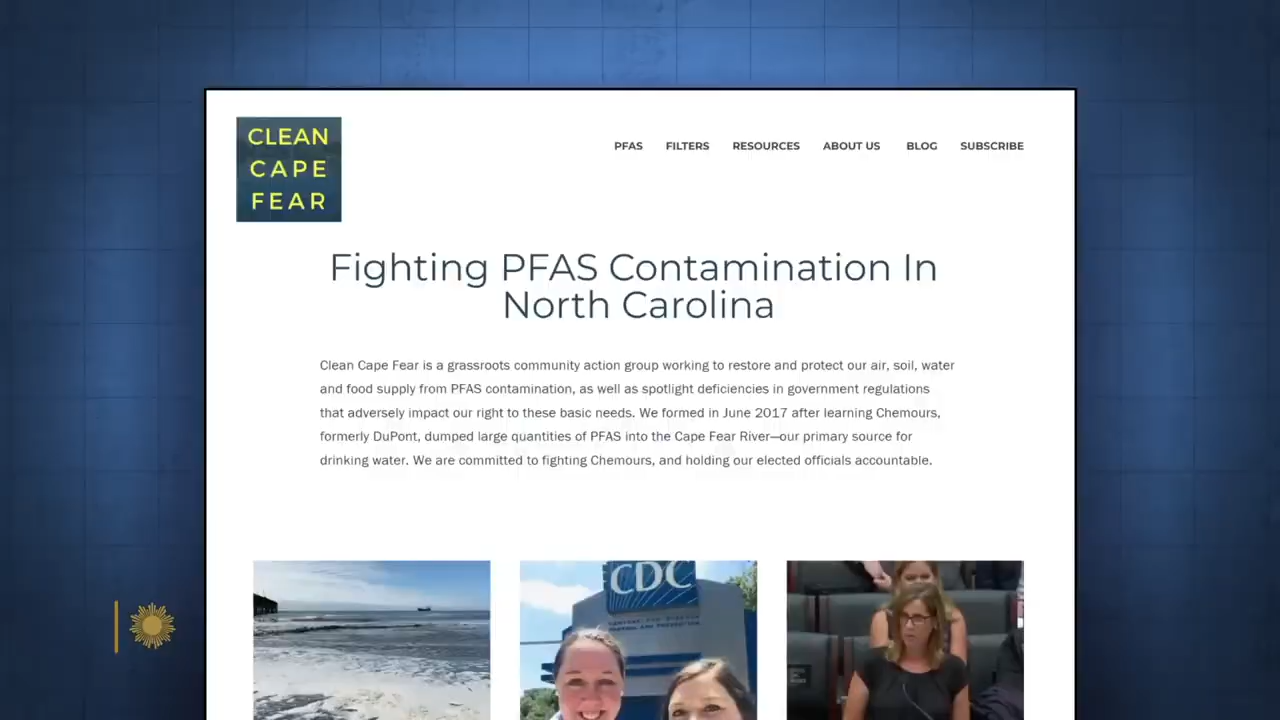 CLEAN
CAPE
FEAR
PFAS FILTERS RESOURCES ABOUT US BLOG SUBSCRIBE
Fighting PFAS Contamination In
North Carolina
Clean Cape Fear is a grassroots community action group working to restore and protect our air, soil, water
and food supply from PFAS contamination, as well as spotlight deficiencies in government regulations
that adversely impact our right to these basic needs. We formed in June 2017 after learning Chemours,
formerly DuPont, dumped large quantities of PFAS into the Cape Fear River—our primary source for
drinking water. We are committed to fighting Chemours, and holding our elected officials accountable.
CDC